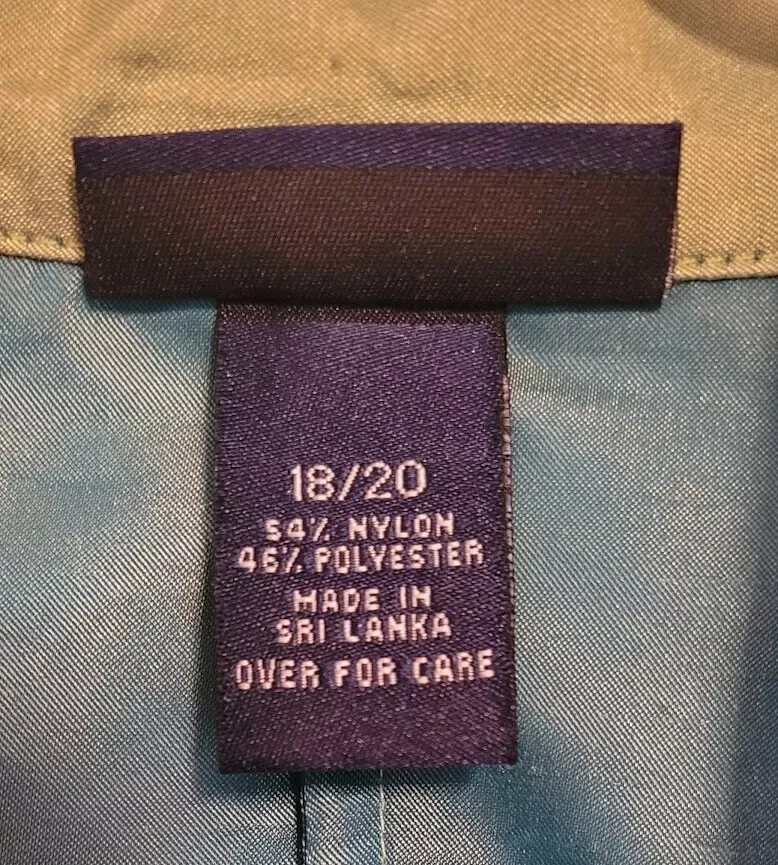 18/20
54% NYLON
46% POLYESTER
MADE IN
SRI LANKA
OVER FOR CARE